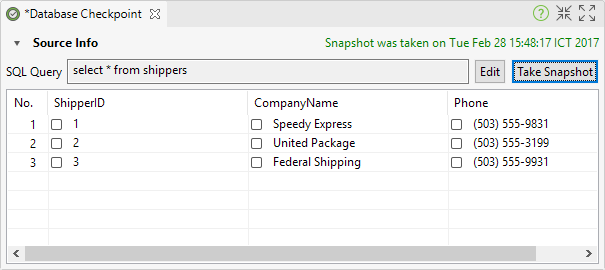 *Database Checkpoint
Source Info Snapshot was taken on Tue Feb 28 15:48:17 ICT 2017
SQL Query select * from shippers Edit Take Snapshot
No. ShipperID CompanyName Phone
1 1 Speedy Express (503) 555-9831
2 2 United Package (503) 555-3199
3 3 Federal Shipping (503) 555-9931